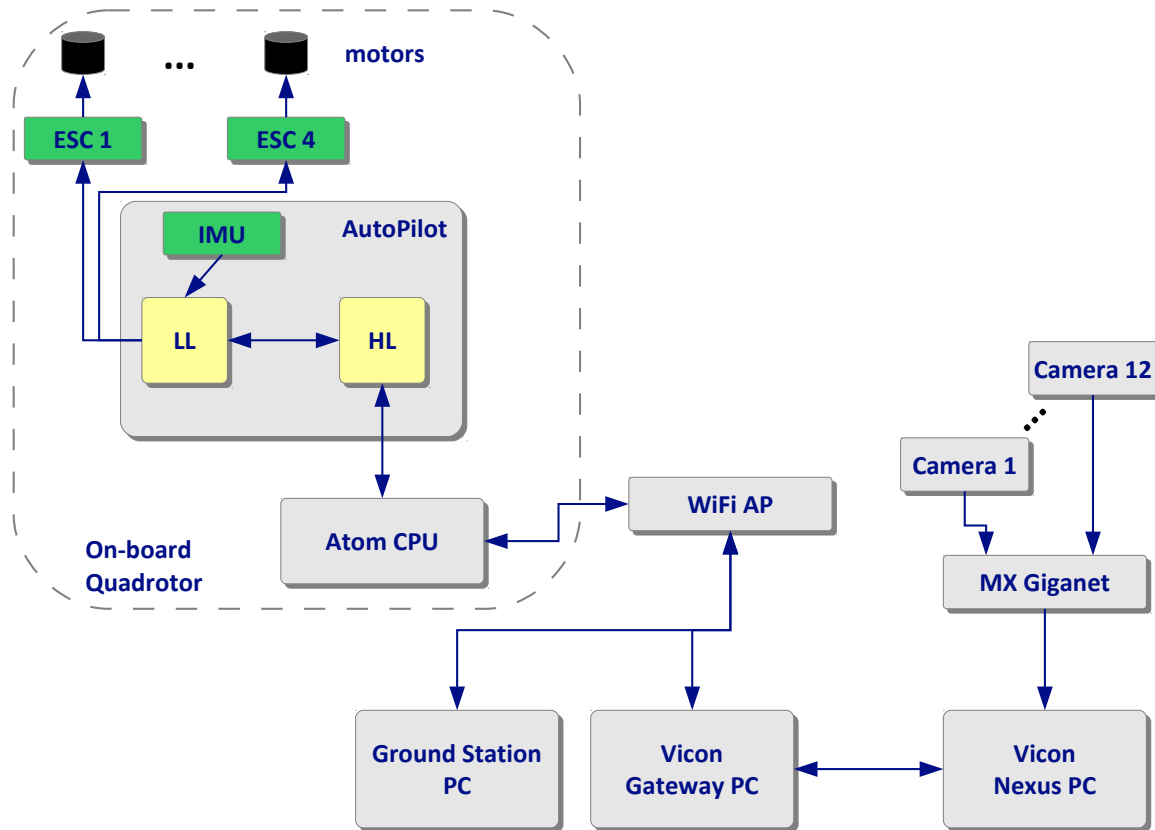 ... motors
ESC 1
ESC 4
IMU
AutoPilot
LL
HL
Camera 12
Camera 1
WiFi AP
Atom CPU
On-board
Quadrotor
MX Giganet
Ground Station
PC
Vicon
Gateway PC
Vicon
Nexus PC